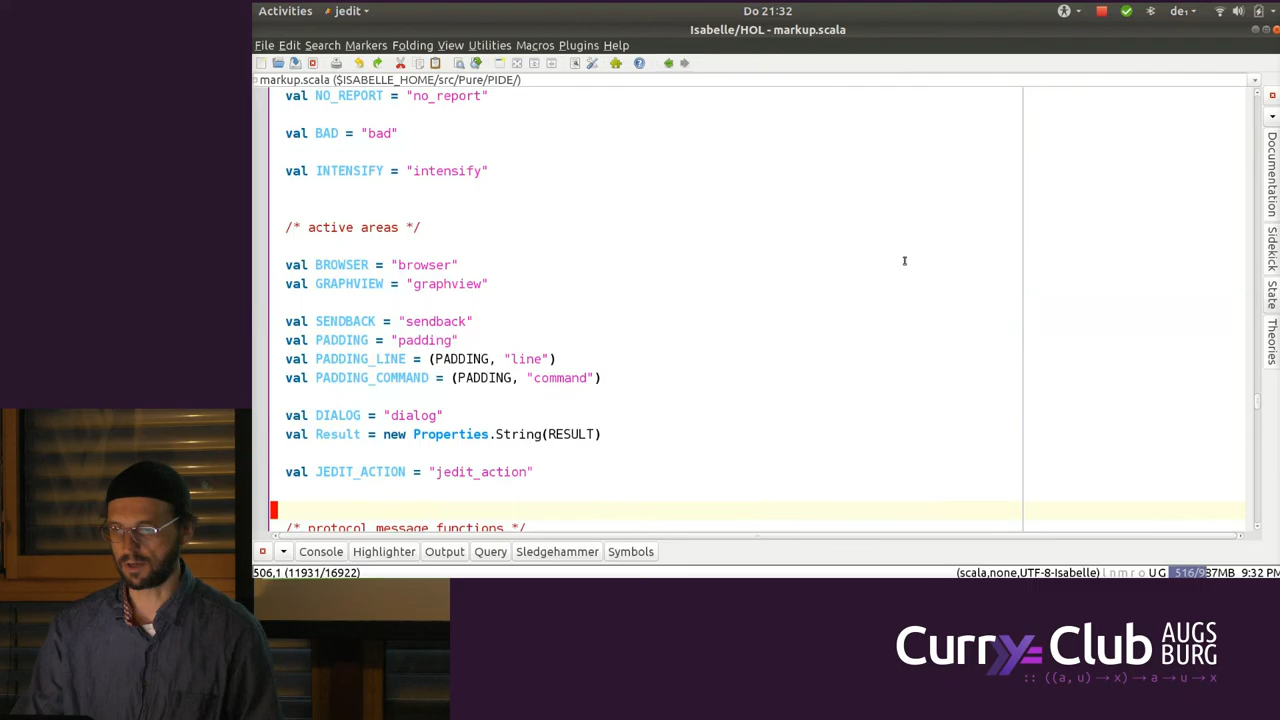 Activities jedit Do 21:32 de₁
Isabelle/HOL - markup.scala
File Edit Search Markers Folding View Utilities Macros Plugins Help
markup.scala ($ISABELLE_HOME/src/Pure/PIDE/)
val NO_REPORT = "no_report"
val BAD = "bad"
val INTENSIFY = "intensify"
/* active areas */
val BROWSER = "browser"
val GRAPHVIEW = "graphview"
val SENDBACK = "sendback"
val PADDING = "padding"
val PADDING_LINE = (PADDING, "line")
val PADDING_COMMAND = (PADDING, "command")
val DIALOG = "dialog"
val Result = new Properties.String(RESULT)
val JEDIT_ACTION = "jedit_action"
/* protocol message functions */
Documentation
Sidekick
State
Theories
Console Highlighter Output Query Sledgehammer Symbols
506,1 (11931/16922) (scala,none,UTF-8-Isabelle) l n m r o U G 516/9 9:32 PM
Curry Club AUGS
BURG
:: ((a, u) → x) → a → u → x